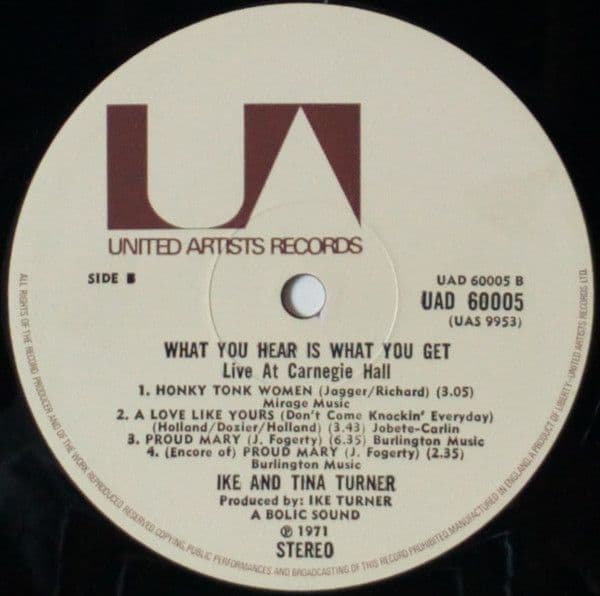 UA
UNITED ARTISTS RECORDS
SIDE B
UAD 60005 B
UAD 60005
(UAS 9953)
WHAT YOU HEAR IS WHAT YOU GET
Live At Carnegie Hall
1. HONKY TONK WOMEN (Jagger/Richard) (3.05)
Mirage Music
2. A LOVE LIKE YOURS (Don't Come Knockin' Everyday)
(Holland/Dozier/Holland) (3.43) Jobete-Carlin
3. PROUD MARY (J. Fogerty) (6.35) Burlington Music
4. (Encore of) PROUD MARY (J. Fogerty) (2.35)
Burlington Music
IKE AND TINA TURNER
Produced by: IKE TURNER
A BOLIC SOUND
℗ 1971
STEREO
ALL RIGHTS OF THE RECORD PRODUCER AND OF THE WORK REPRODUCED RESERVED. COPYING, PUBLIC PERFORMANCES AND BROADCASTING OF THIS RECORD PROHIBITED. MANUFACTURED IN ENGLAND. A PRODUCT OF LIBERTY-UNITED ARTISTS RECORDS LTD.